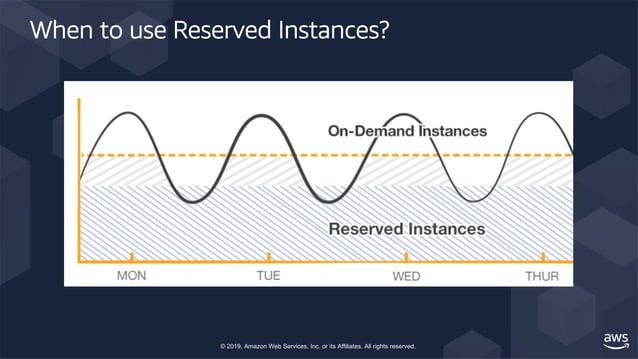 When to use Reserved Instances?
On-Demand Instances
Reserved Instances
MON TUE WED THUR
© 2019, Amazon Web Services, Inc. or its Affiliates. All rights reserved.
aws